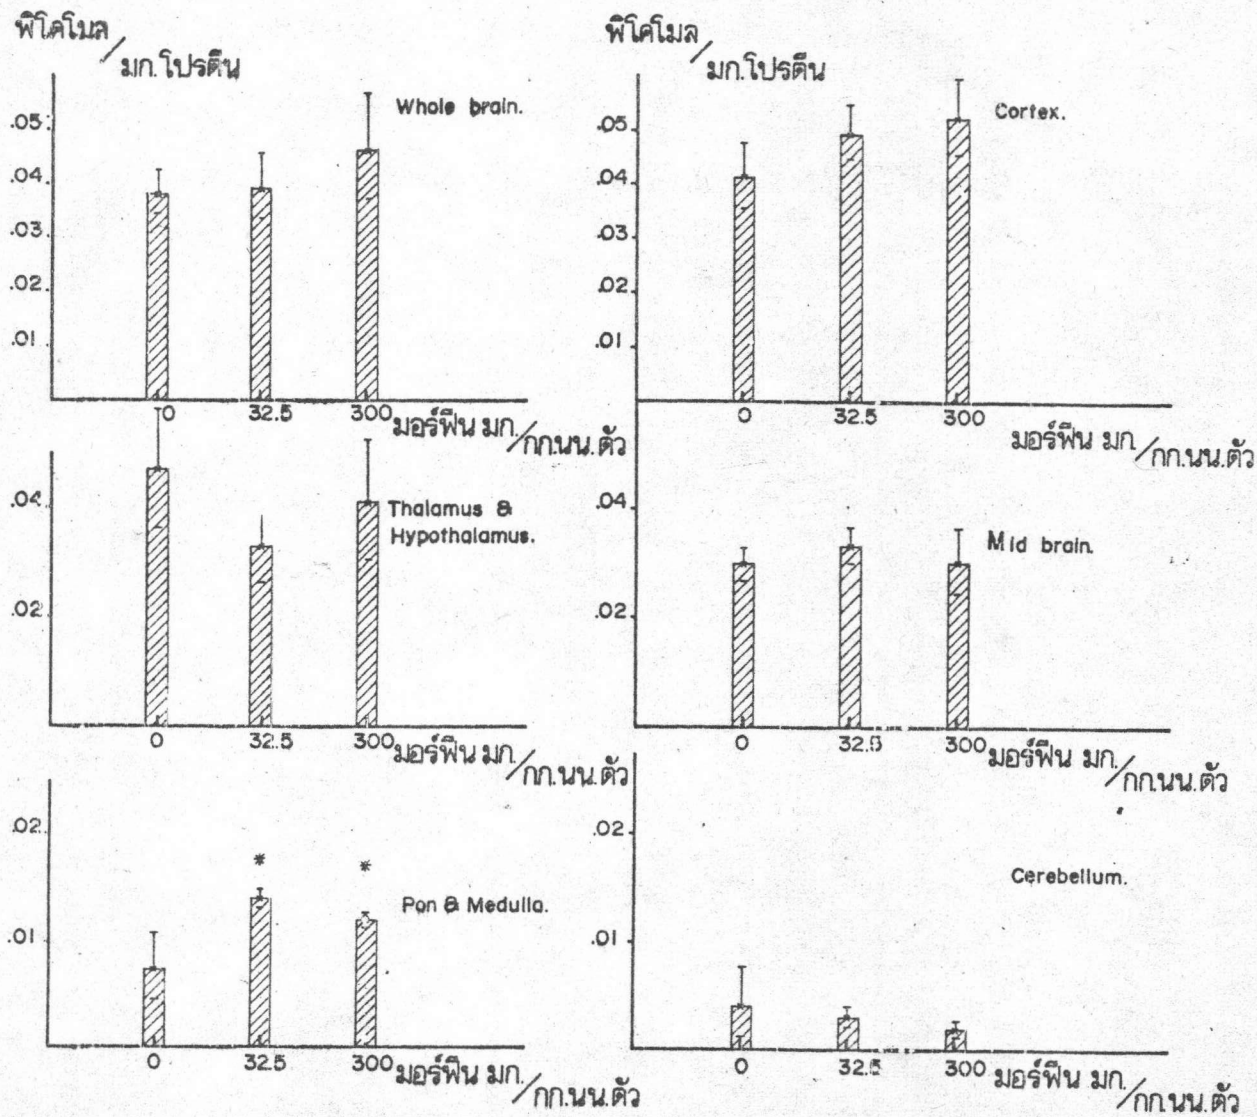 พิโคโมล/มก.โปรตีน
.05
.04
.03
.02
.01
Whole brain.
0 32.5 300
มอร์ฟีน มก./กก.นน.ตัว
พิโคโมล/มก.โปรตีน
.05
.04
.03
.02
.01
Cortex.
0 32.5 300
มอร์ฟีน มก./กก.นน.ตัว
.04
.02
Thalamus &
Hypothalamus.
0 32.5 300
มอร์ฟีน มก./กก.นน.ตัว
.04
.02
Mid brain.
0 32.5 300
มอร์ฟีน มก./กก.นน.ตัว
.02
.01
* *
Pon & Medulla.
0 32.5 300
มอร์ฟีน มก./กก.นน.ตัว
.02
.01
Cerebellum.
0 32.5 300
มอร์ฟีน มก./กก.นน.ตัว